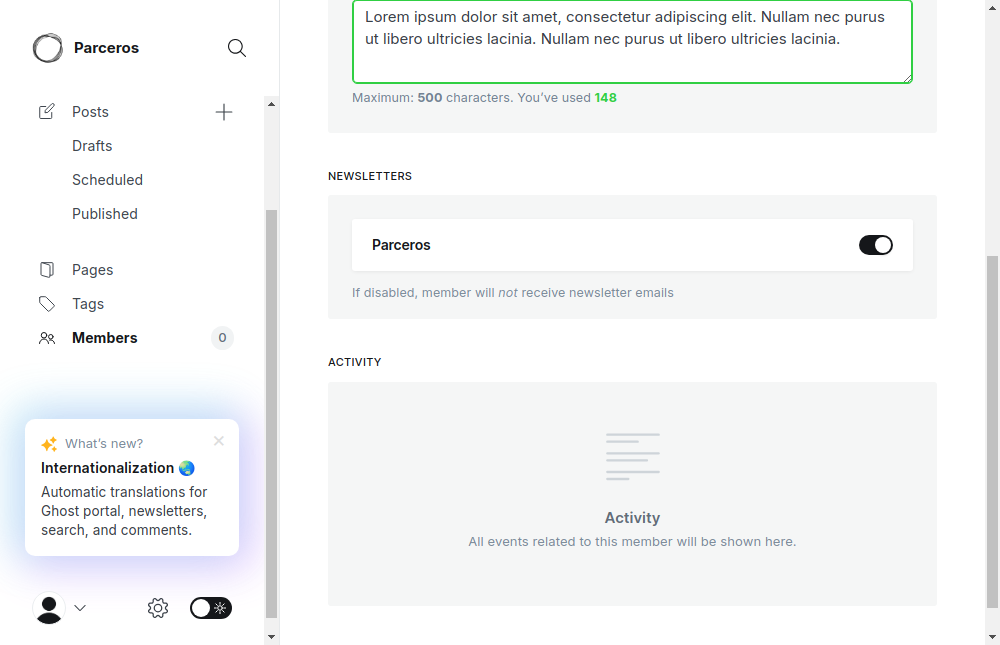 Parceros
Posts
Drafts
Scheduled
Published
Pages
Tags
Members 0
What's new?
Internationalization
Automatic translations for
Ghost portal, newsletters,
search, and comments.
Lorem ipsum dolor sit amet, consectetur adipiscing elit. Nullam nec purus
ut libero ultricies lacinia. Nullam nec purus ut libero ultricies lacinia.
Maximum: 500 characters. You've used 148
NEWSLETTERS
Parceros
If disabled, member will not receive newsletter emails
ACTIVITY
Activity
All events related to this member will be shown here.